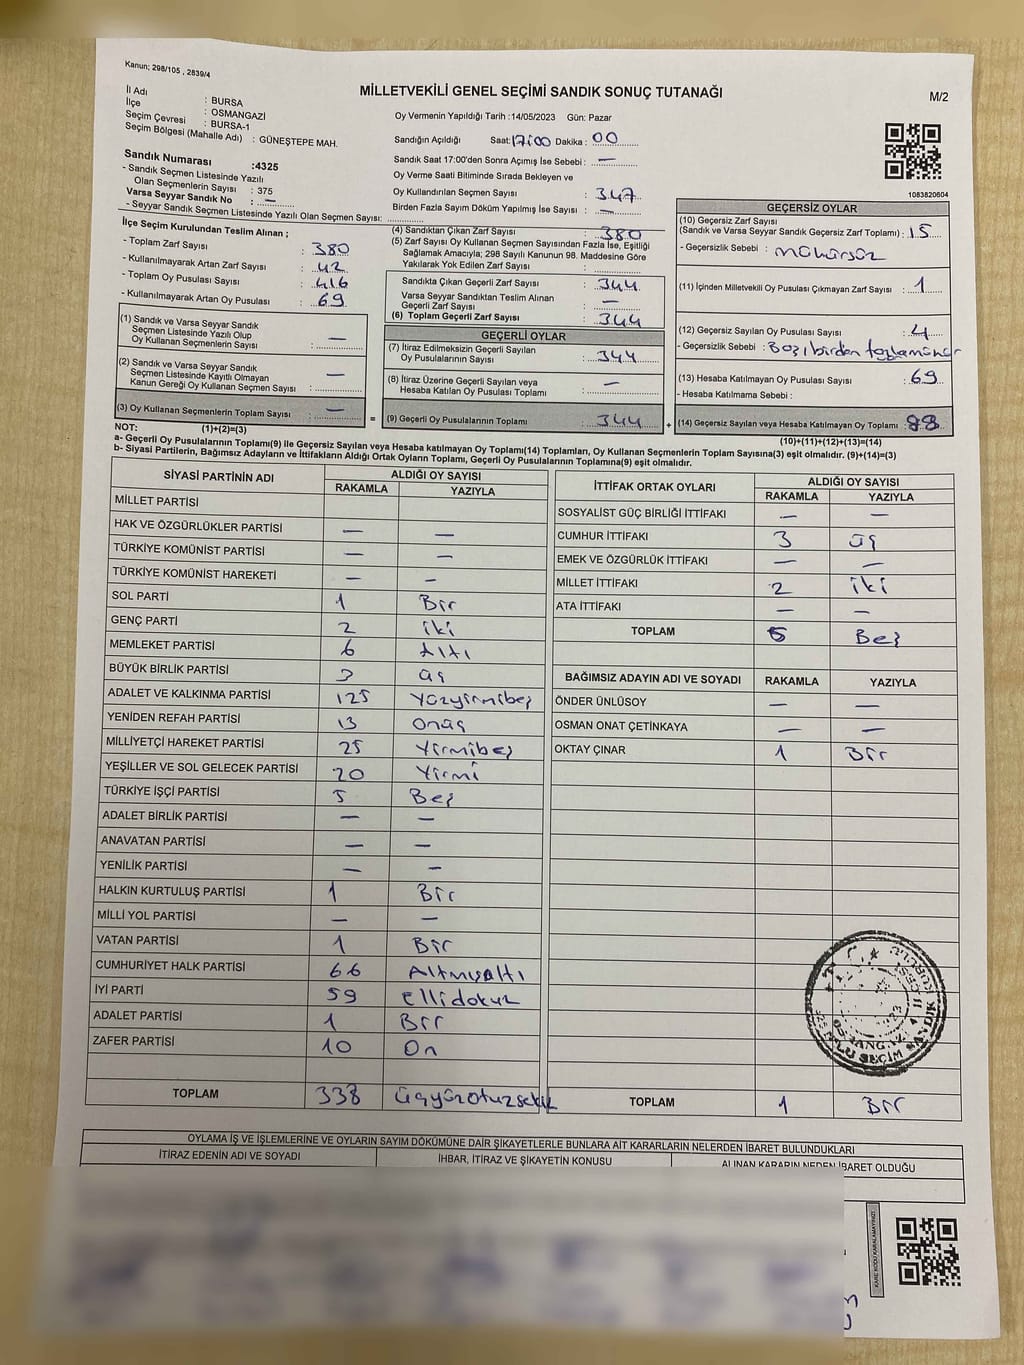 Kanun; 298/105 , 2839/4
MİLLETVEKİLİ GENEL SEÇİMİ SANDIK SONUÇ TUTANAĞI
M/2
İl Adı : BURSA
İlçe : OSMANGAZİ
Seçim Çevresi : BURSA-1
Seçim Bölgesi (Mahalle Adı) : GÜNEŞTEPE MAH.
Sandık Numarası :4325
- Sandık Seçmen Listesinde Yazılı
Olan Seçmenlerin Sayısı : 375
Varsa Seyyar Sandık No : —
- Seyyar Sandık Seçmen Listesinde Yazılı Olan Seçmen Sayısı:
Oy Vermenin Yapıldığı Tarih :14/05/2023 Gün: Pazar
Sandığın Açıldığı Saat:17:00 Dakika : 00
Sandık Saat 17:00'den Sonra Açımış İse Sebebi : —
Oy Verme Saati Bitiminde Sırada Bekleyen ve
Oy Kullandırılan Seçmen Sayısı : 347
Birden Fazla Sayım Döküm Yapılmış İse Sayısı : —
1083820604
İlçe Seçim Kurulundan Teslim Alınan ;
- Toplam Zarf Sayısı : 380
- Kullanılmayarak Artan Zarf Sayısı : 42
- Toplam Oy Pusulası Sayısı : 416
- Kullanılmayarak Artan Oy Pusulası : 69
(1) Sandık ve Varsa Seyyar Sandık
Seçmen Listesinde Yazılı Olup
Oy Kullanan Seçmenlerin Sayısı : —
(2) Sandık ve Varsa Seyyar Sandık
Seçmen Listesinde Kayıtlı Olmayan
Kanun Gereği Oy Kullanan Seçmen Sayısı : —
(3) Oy Kullanan Seçmenlerin Toplam Sayısı : —
(4) Sandıktan Çıkan Zarf Sayısı : 380
(5) Zarf Sayısı Oy Kullanan Seçmen Sayısından Fazla İse, Eşitliği
Sağlamak Amacıyla; 298 Sayılı Kanunun 98. Maddesine Göre
Yakılarak Yok Edilen Zarf Sayısı :
Sandıkta Çıkan Geçerli Zarf Sayısı : 344
Varsa Seyyar Sandıktan Teslim Alınan
Geçerli Zarf Sayısı : —
(6) Toplam Geçerli Zarf Sayısı : 344
GEÇERLİ OYLAR
(7) İtiraz Edilmeksizin Geçerli Sayılan
Oy Pusulalarının Sayısı : 344
(8) İtiraz Üzerine Geçerli Sayılan veya
Hesaba Katılan Oy Pusulası Toplamı : —
= (9) Geçerli Oy Pusulalarının Toplamı : 344 +
GEÇERSİZ OYLAR
(10) Geçersiz Zarf Sayısı
(Sandık ve Varsa Seyyar Sandık Geçersiz Zarf Toplamı) : 15
- Geçersizlik Sebebi : mühürsüz
(11) İçinden Milletvekili Oy Pusulası Çıkmayan Zarf Sayısı : 1
(12) Geçersiz Sayılan Oy Pusulası Sayısı : 4
- Geçersizlik Sebebi :
(13) Hesaba Katılmayan Oy Pusulası Sayısı : 69
- Hesaba Katılmama Sebebi :
(14) Geçersiz Sayılan veya Hesaba Katılmayan Oy Toplamı :
NOT: (1)+(2)=(3)
(10)+(11)+(12)+(13)=(14)
a- Geçerli Oy Pusulalarının Toplamı(9) ile Geçersiz Sayılan veya Hesaba katılmayan Oy Toplamı(14) Toplamları, Oy Kullanan Seçmenlerin Toplam Sayısına(3) eşit olmalıdır. (9)+(14)=(3)
b- Siyasi Partilerin, Bağımsız Adayların ve İttifakların Aldığı Ortak Oyların Toplamı, Geçerli Oy Pusulalarının Toplamına(9) eşit olmalıdır.
SİYASİ PARTİNİN ADI ALDIĞI OY SAYISI
RAKAMLA YAZIYLA
MİLLET PARTİSİ
HAK VE ÖZGÜRLÜKLER PARTİSİ — —
TÜRKİYE KOMÜNİST PARTİSİ — —
TÜRKİYE KOMÜNİST HAREKETİ — —
SOL PARTİ 1 Bir
GENÇ PARTİ 2 iki
MEMLEKET PARTİSİ 6 Altı
BÜYÜK BİRLİK PARTİSİ 3 üç
ADALET VE KALKINMA PARTİSİ 125 Yüzyirmibeş
YENİDEN REFAH PARTİSİ 13 onüç
MİLLİYETÇİ HAREKET PARTİSİ 25 Yirmibeş
YEŞİLLER VE SOL GELECEK PARTİSİ 20 Yirmi
TÜRKİYE İŞÇİ PARTİSİ 5 Beş
ADALET BİRLİK PARTİSİ — —
ANAVATAN PARTİSİ — —
YENİLİK PARTİSİ — —
HALKIN KURTULUŞ PARTİSİ 1 Bir
MİLLİ YOL PARTİSİ — —
VATAN PARTİSİ 1 Bir
CUMHURİYET HALK PARTİSİ 66 Altmışaltı
İYİ PARTİ 59 ellidokuz
ADALET PARTİSİ 1 Bir
ZAFER PARTİSİ 10 On
TOPLAM 338 üçyüzotuzsekiz
İTTİFAK ORTAK OYLARI ALDIĞI OY SAYISI
RAKAMLA YAZIYLA
SOSYALİST GÜÇ BİRLİĞİ İTTİFAKI — —
CUMHUR İTTİFAKI 3 üç
EMEK VE ÖZGÜRLÜK İTTİFAKI — —
MİLLET İTTİFAKI 2 iki
ATA İTTİFAKI — —
TOPLAM 5 Beş
BAĞIMSIZ ADAYIN ADI VE SOYADI RAKAMLA YAZIYLA
ÖNDER ÜNLÜSOY — —
OSMAN ONAT ÇETİNKAYA — —
OKTAY ÇINAR 1 Bir
TOPLAM 1 Bir
OYLAMA İŞ VE İŞLEMLERİNE VE OYLARIN SAYIM DÖKÜMÜNE DAİR ŞİKAYETLERLE BUNLARA AİT KARARLARIN NELERDEN İBARET BULUNDUKLARI
İTİRAZ EDENİN ADI VE SOYADI İHBAR, İTİRAZ VE ŞİKAYETİN KONUSU ALINAN KARARIN NEDEN İBARET OLDUĞU
KARE KODU KARALAMAYINIZ!